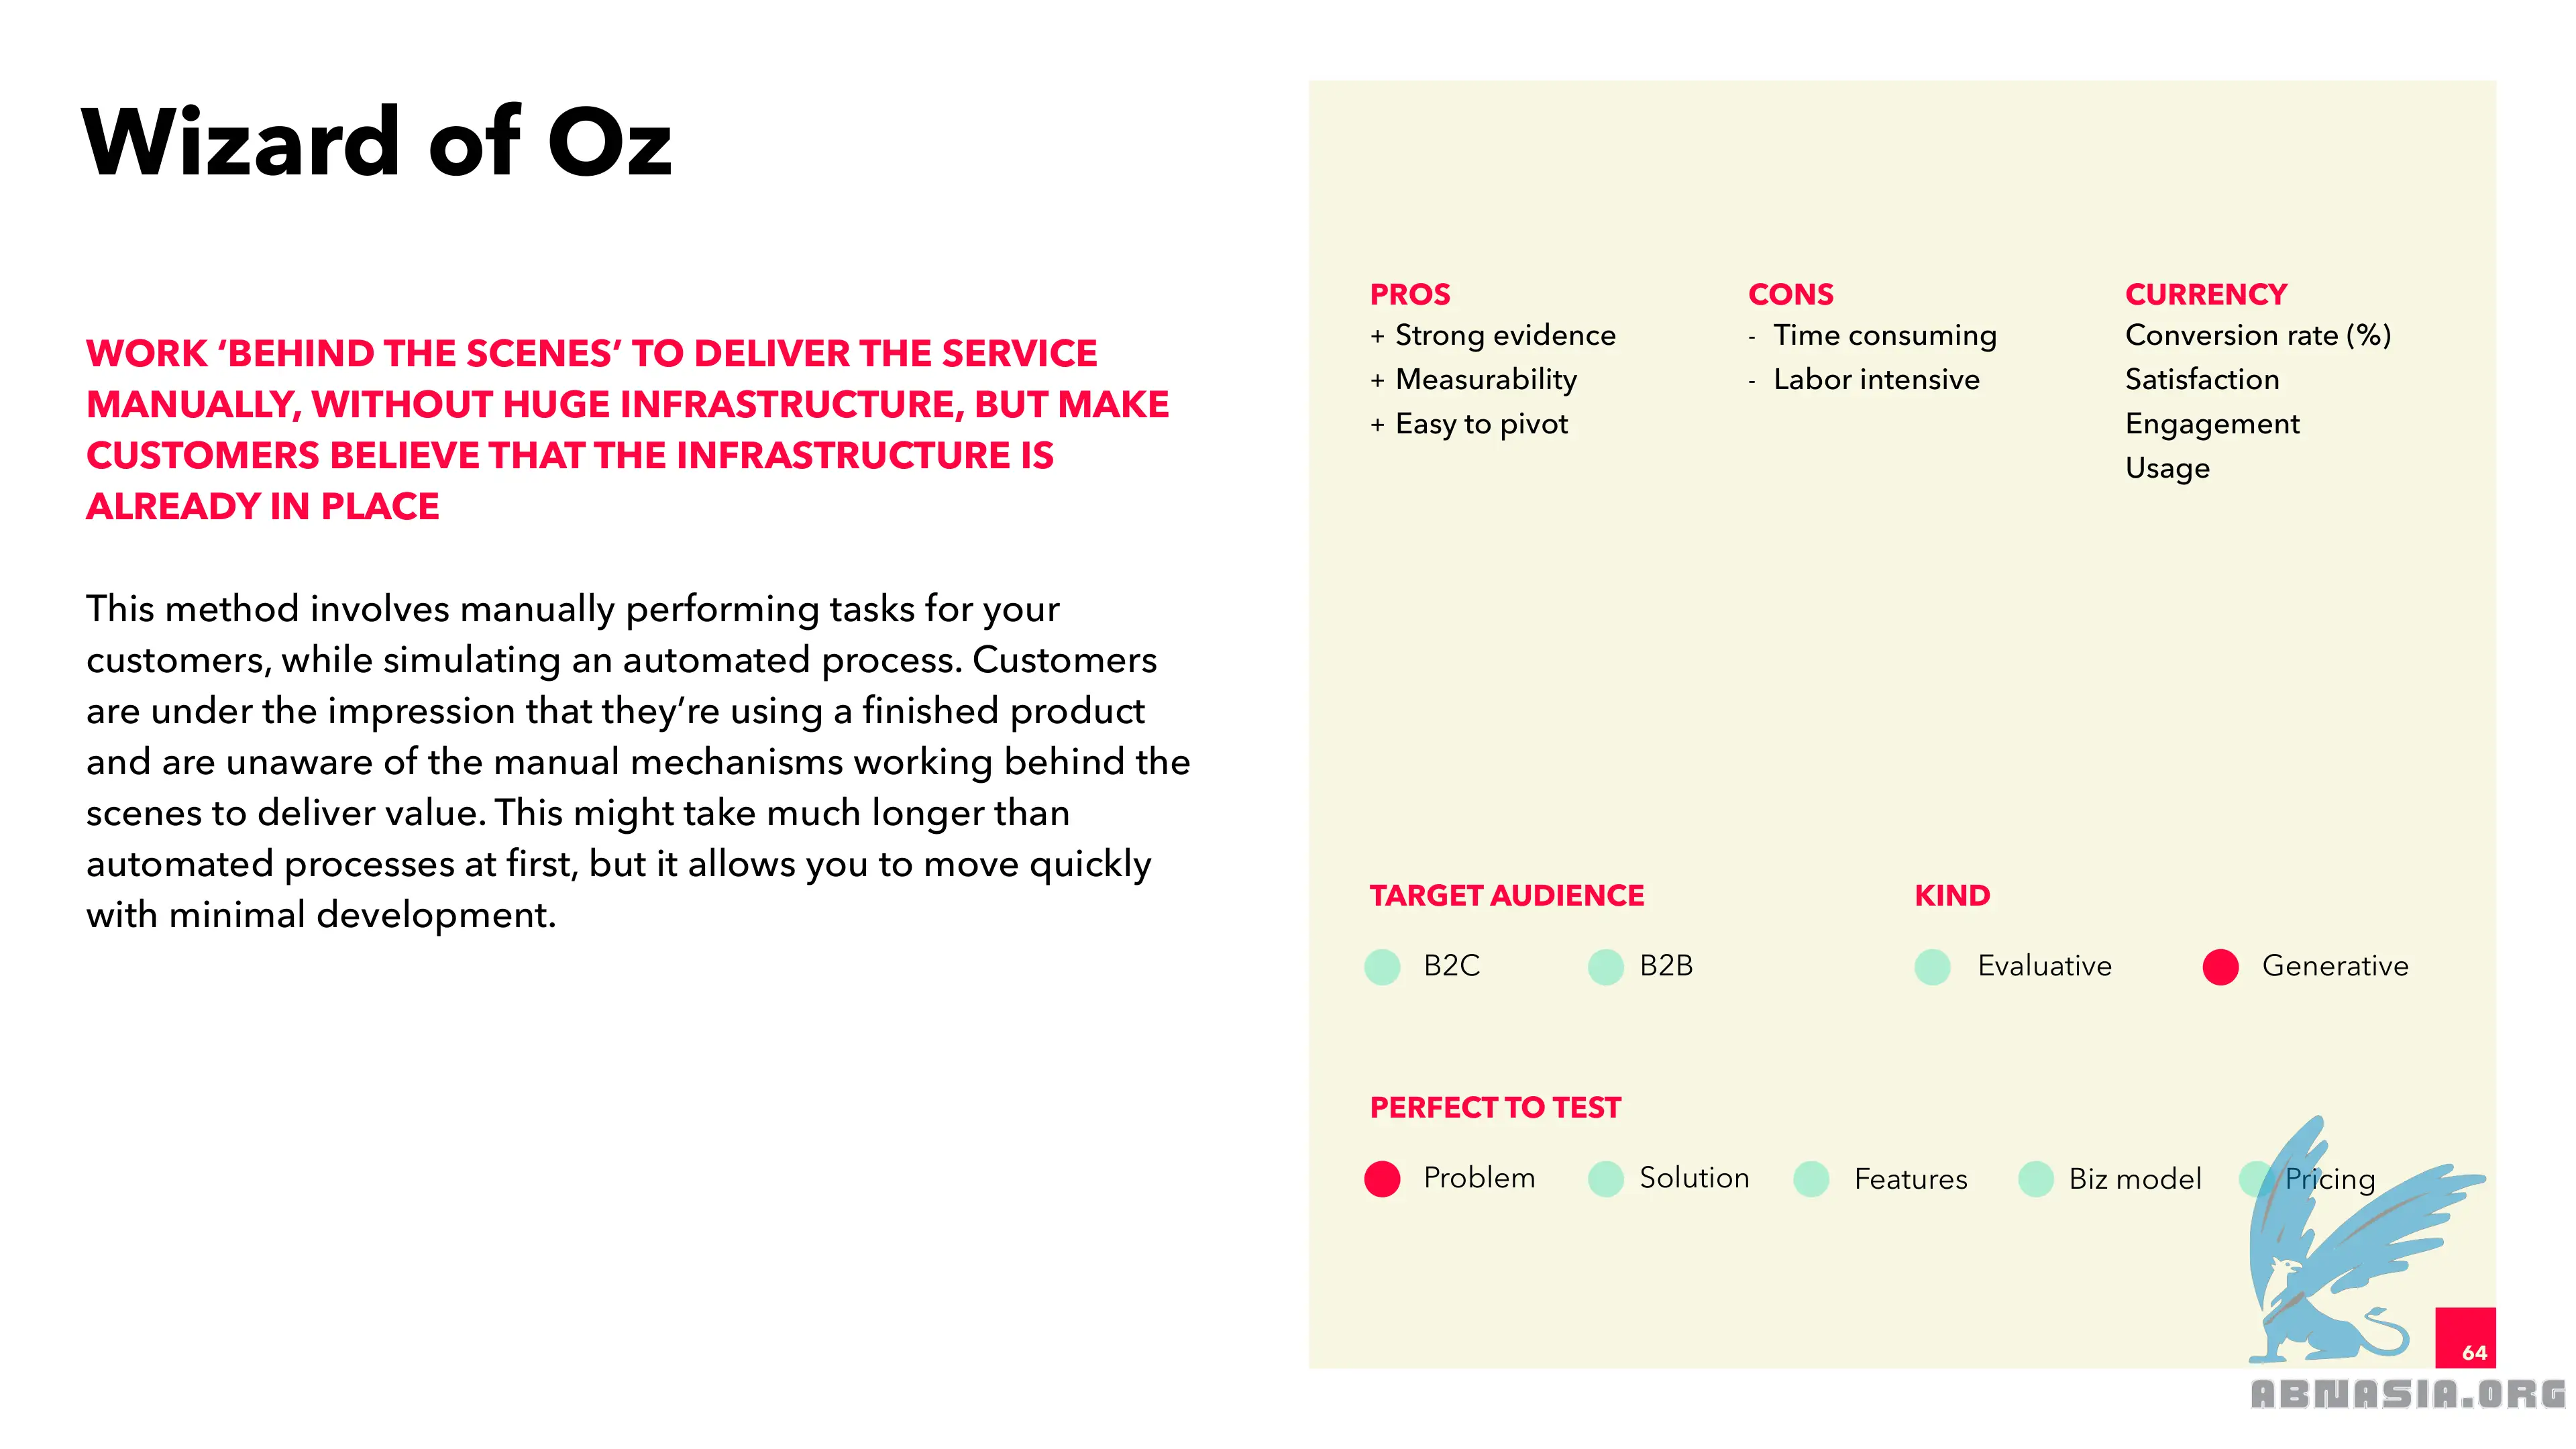 Wizard of Oz
WORK ‘BEHIND THE SCENES’ TO DELIVER THE SERVICE
MANUALLY, WITHOUT HUGE INFRASTRUCTURE, BUT MAKE
CUSTOMERS BELIEVE THAT THE INFRASTRUCTURE IS
ALREADY IN PLACE
This method involves manually performing tasks for your
customers, while simulating an automated process. Customers
are under the impression that they’re using a finished product
and are unaware of the manual mechanisms working behind the
scenes to deliver value. This might take much longer than
automated processes at first, but it allows you to move quickly
with minimal development.
PROS
+ Strong evidence
+ Measurability
+ Easy to pivot
CONS
- Time consuming
- Labor intensive
CURRENCY
Conversion rate (%)
Satisfaction
Engagement
Usage
TARGET AUDIENCE
B2C B2B
KIND
Evaluative Generative
PERFECT TO TEST
Problem Solution Features Biz model Pricing
64
ABNASIA.ORG